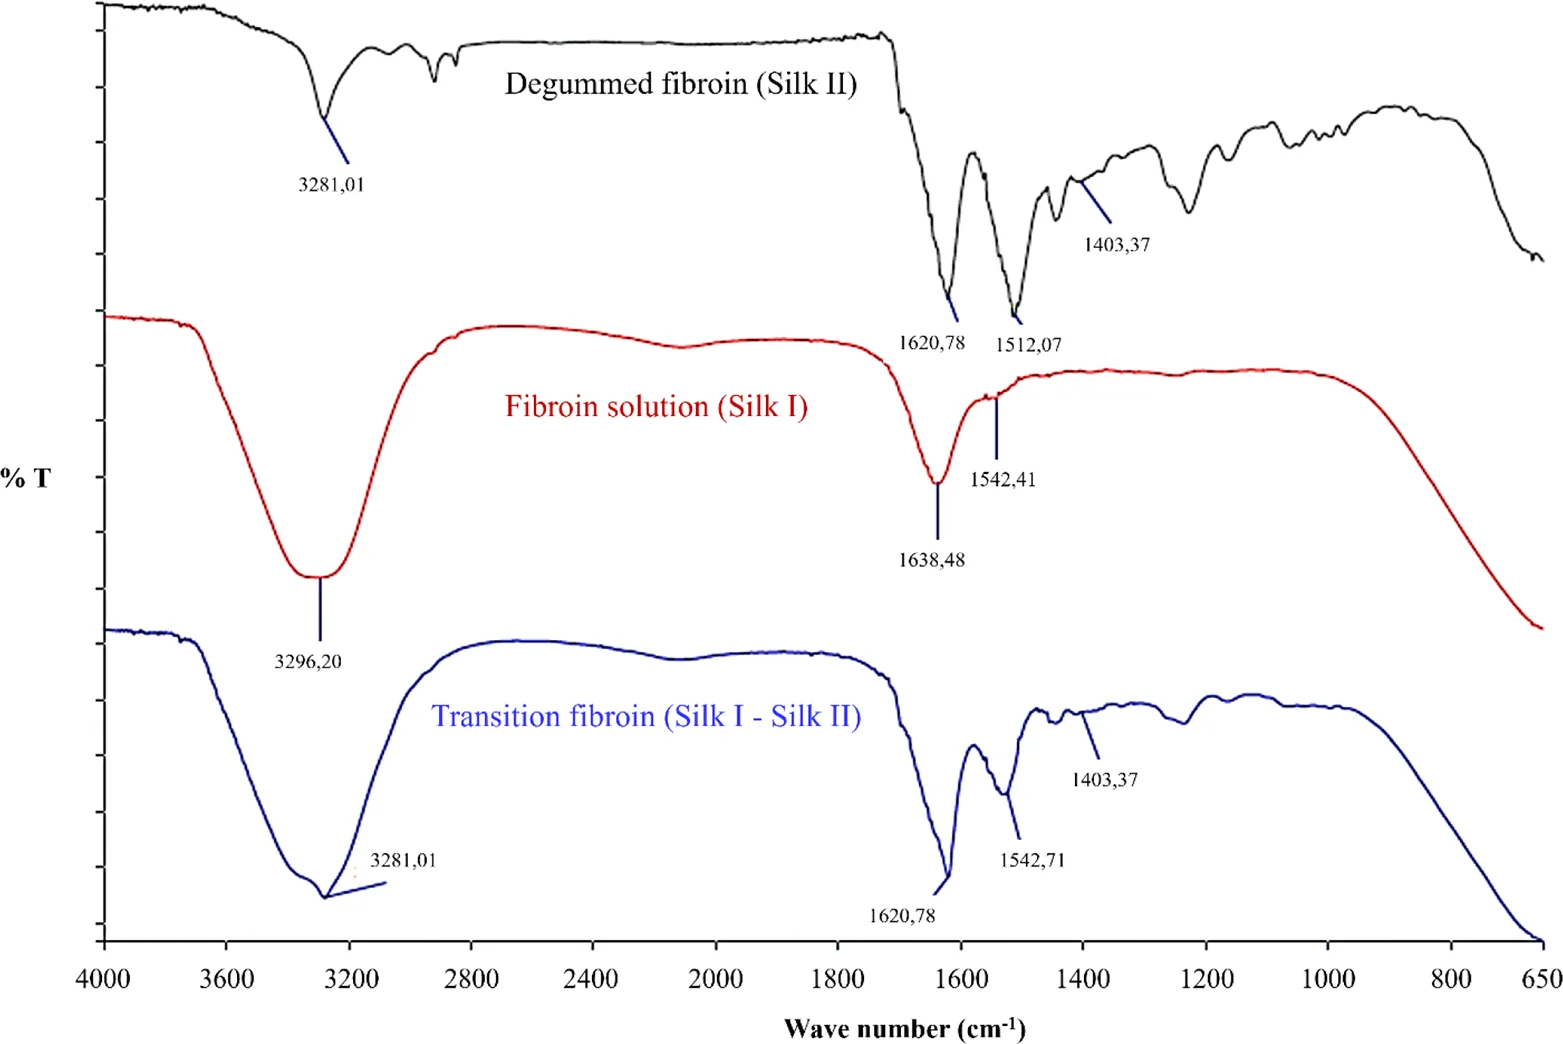 Degummed fibroin (Silk II)
3281,01
1403,37
1620,78
1512,07
Fibroin solution (Silk I)
% T
1542,41
1638,48
3296,20
Transition fibroin (Silk I - Silk II)
1403,37
3281,01
1542,71
1620,78
4000 3600 3200 2800 2400 2000 1800 1600 1400 1200 1000 800 650
Wave number (cm⁻¹)